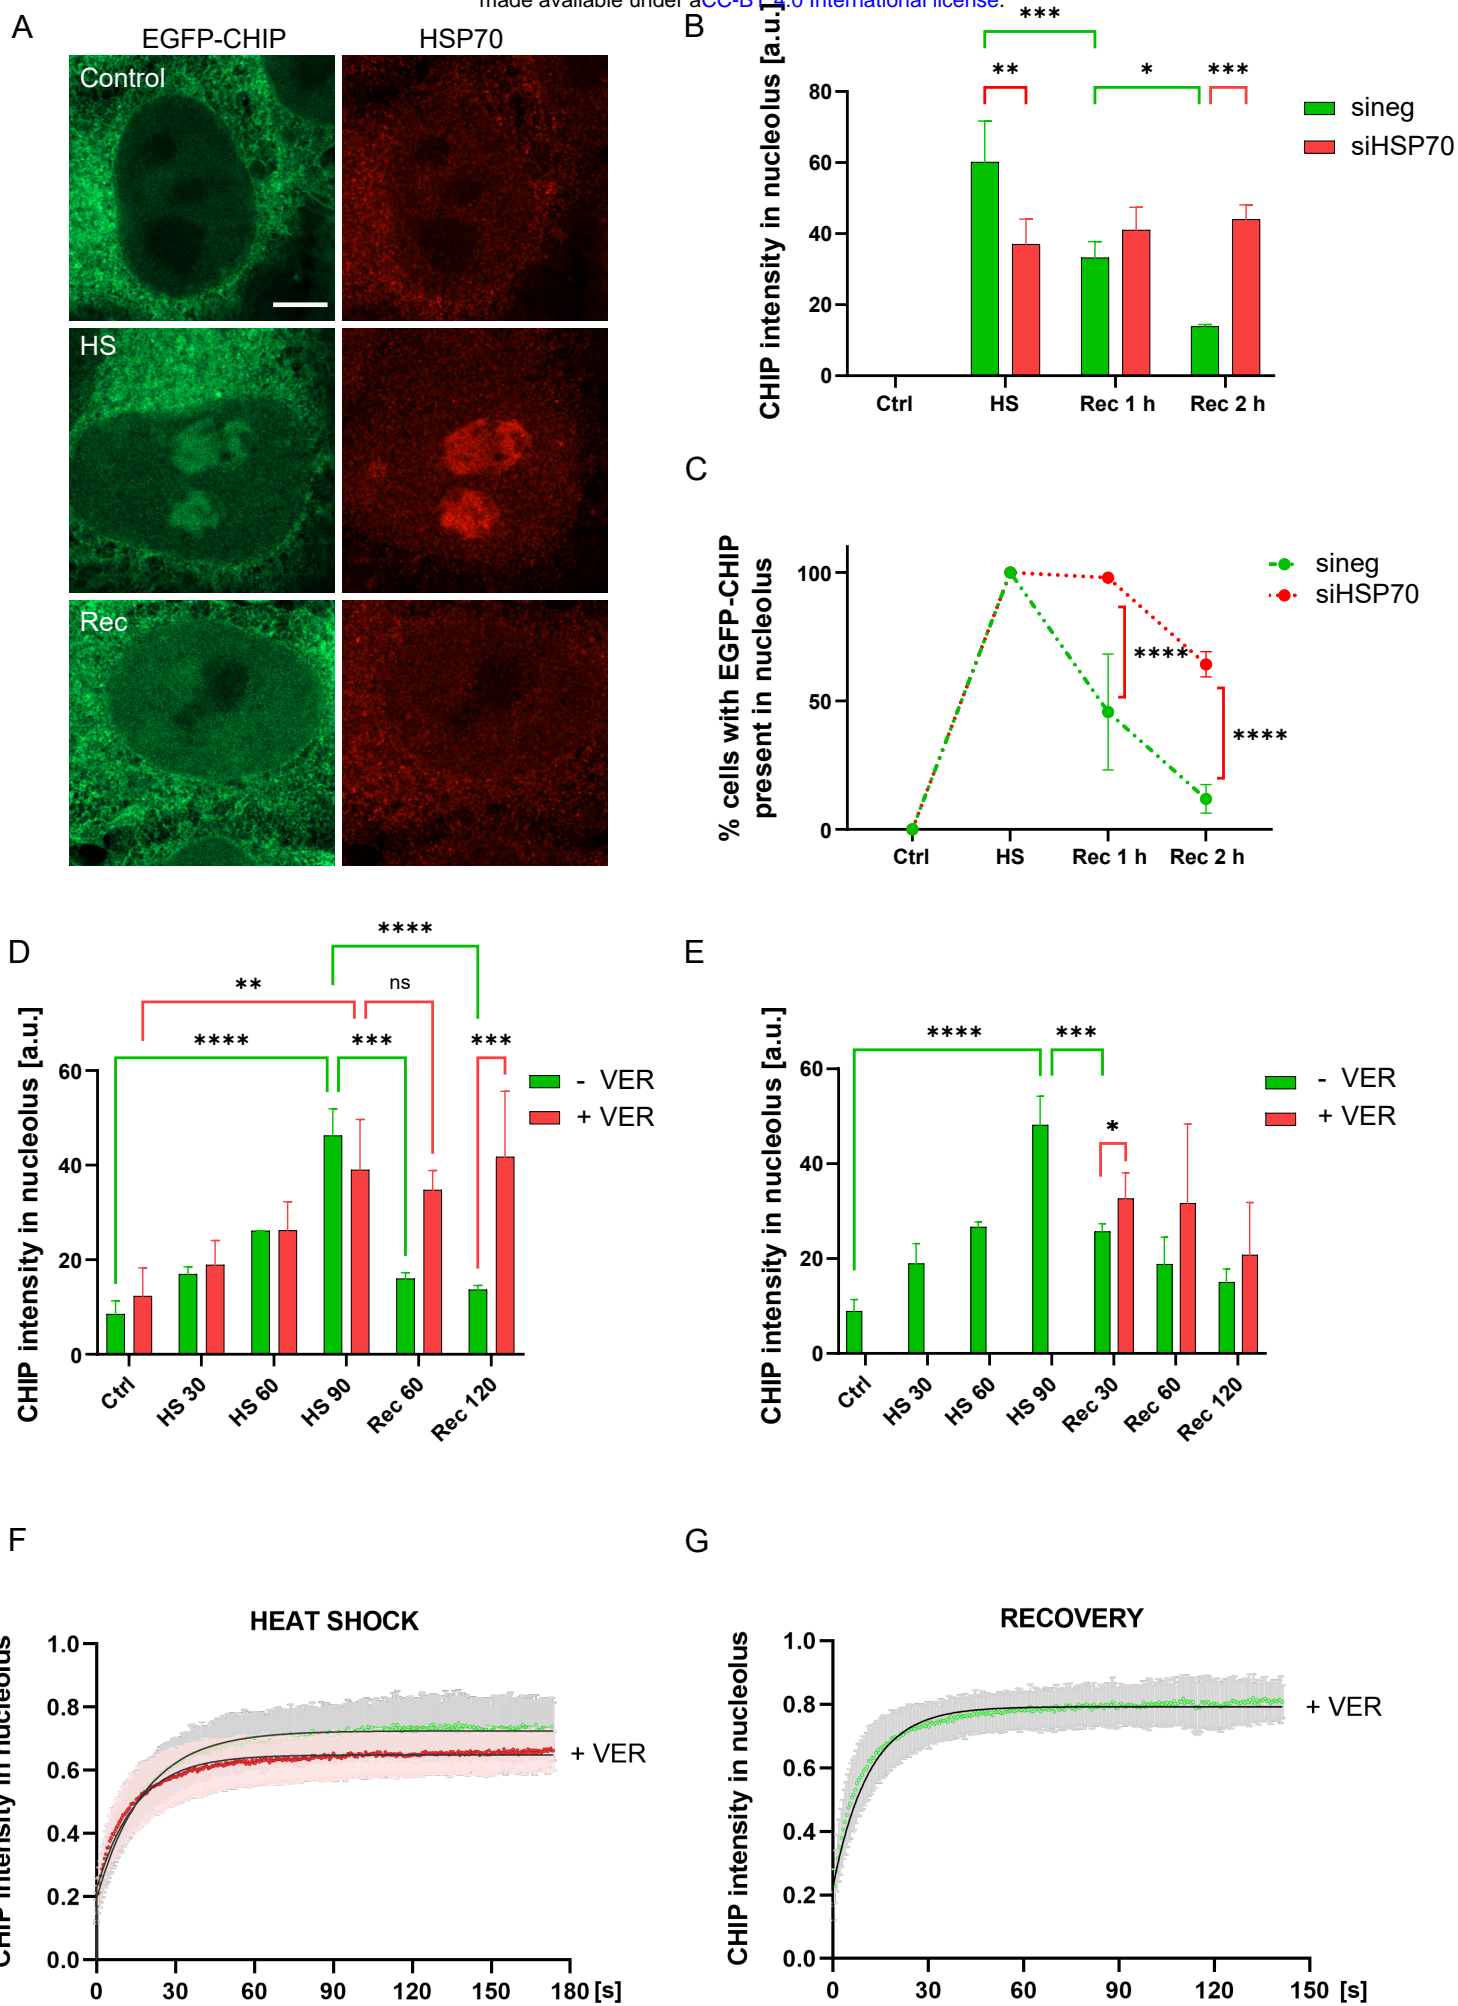 made available under aCC-BY 4.0 International license.
A
EGFP-CHIP
HSP70
Control
HS
Rec
B
CHIP intensity in nucleolus [a.u.]
80
60
40
20
0
***
**
*
***
Ctrl
HS
Rec 1 h
Rec 2 h
sineg
siHSP70
C
% cells with EGFP-CHIP
present in nucleolus
100
50
0
****
****
Ctrl
HS
Rec 1 h
Rec 2 h
sineg
siHSP70
D
CHIP intensity in nucleolus [a.u.]
60
40
20
0
****
**
ns
****
***
***
Ctrl
HS 30
HS 60
HS 90
Rec 60
Rec 120
- VER
+ VER
E
CHIP intensity in nucleolus [a.u.]
60
40
20
0
****
***
*
Ctrl
HS 30
HS 60
HS 90
Rec 30
Rec 60
Rec 120
- VER
+ VER
F
HEAT SHOCK
CHIP intensity in nucleolus
1.0
0.8
0.6
0.4
0.2
0.0
0
30
60
90
120
150
180 [s]
+ VER
G
RECOVERY
CHIP intensity in nucleolus
1.0
0.8
0.6
0.4
0.2
0.0
0
30
60
90
120
150 [s]
+ VER